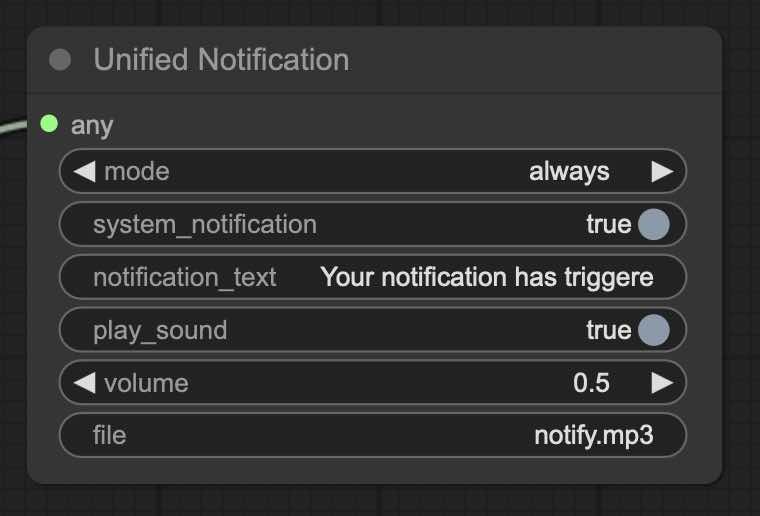 Unified Notification
any
mode always
system_notification true
notification_text Your notification has triggere
play_sound true
volume 0.5
file notify.mp3